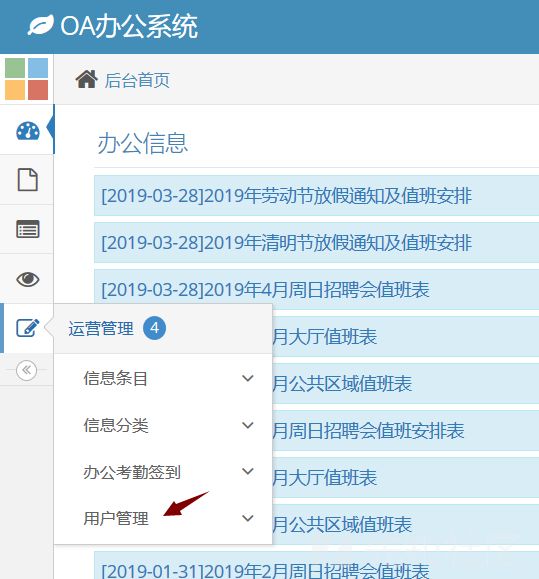 OA办公系统
后台首页
办公信息
[2019-03-28]2019年劳动节放假通知及值班安排
[2019-03-28]2019年清明节放假通知及值班安排
[2019-03-28]2019年4月周日招聘会值班表
月大厅值班表
运营管理 4
信息条目
月公共区域值班表
信息分类
月周日招聘会值班安排表
办公考勤签到
月大厅值班表
用户管理
月公共区域值班表
[2019-01-31]2019年2月周日招聘会值班表